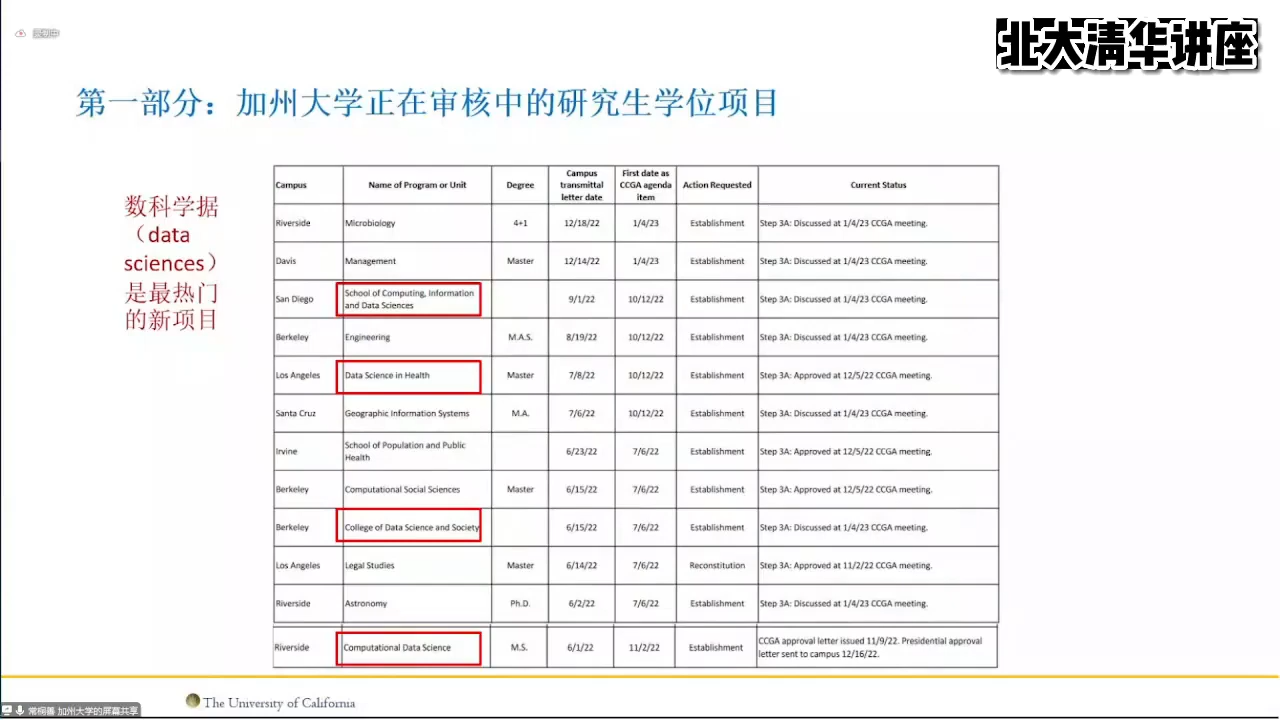 录制中
北大清华讲座
第一部分：加州大学正在审核中的研究生学位项目
数科学据
（data
sciences）
是最热门
的新项目
Campus Name of Program or Unit Degree Campus transmittal letter date First date as CCGA agenda item Action Requested Current Status
Riverside Microbiology 4+1 12/18/22 1/4/23 Establishment Step 3A: Discussed at 1/4/23 CCGA meeting.
Davis Management Master 12/14/22 1/4/23 Establishment Step 3A: Discussed at 1/4/23 CCGA meeting.
San Diego School of Computing, Information and Data Sciences 9/1/22 10/12/22 Establishment Step 3A: Discussed at 1/4/23 CCGA meeting.
Berkeley Engineering M.A.S. 8/19/22 10/12/22 Establishment Step 3A: Discussed at 1/4/23 CCGA meeting.
Los Angeles Data Science in Health Master 7/8/22 10/12/22 Establishment Step 3A: Approved at 12/5/22 CCGA meeting.
Santa Cruz Geographic Information Systems M.A. 7/6/22 10/12/22 Establishment Step 3A: Discussed at 1/4/23 CCGA meeting.
Irvine School of Population and Public Health 6/23/22 7/6/22 Establishment Step 3A: Approved at 12/5/22 CCGA meeting.
Berkeley Computational Social Sciences Master 6/15/22 7/6/22 Establishment Step 3A: Approved at 12/5/22 CCGA meeting.
Berkeley College of Data Science and Society 6/15/22 7/6/22 Establishment Step 3A: Discussed at 1/4/23 CCGA meeting.
Los Angeles Legal Studies Master 6/14/22 7/6/22 Reconstitution Step 3A: Approved at 11/2/22 CCGA meeting.
Riverside Astronomy Ph.D. 6/2/22 7/6/22 Establishment Step 3A: Discussed at 1/4/23 CCGA meeting.
Riverside Computational Data Science M.S. 6/1/22 11/2/22 Establishment CCGA approval letter issued 11/9/22. Presidential approval letter sent to campus 12/16/22.
The University of California
常桐善 加州大学的屏幕共享